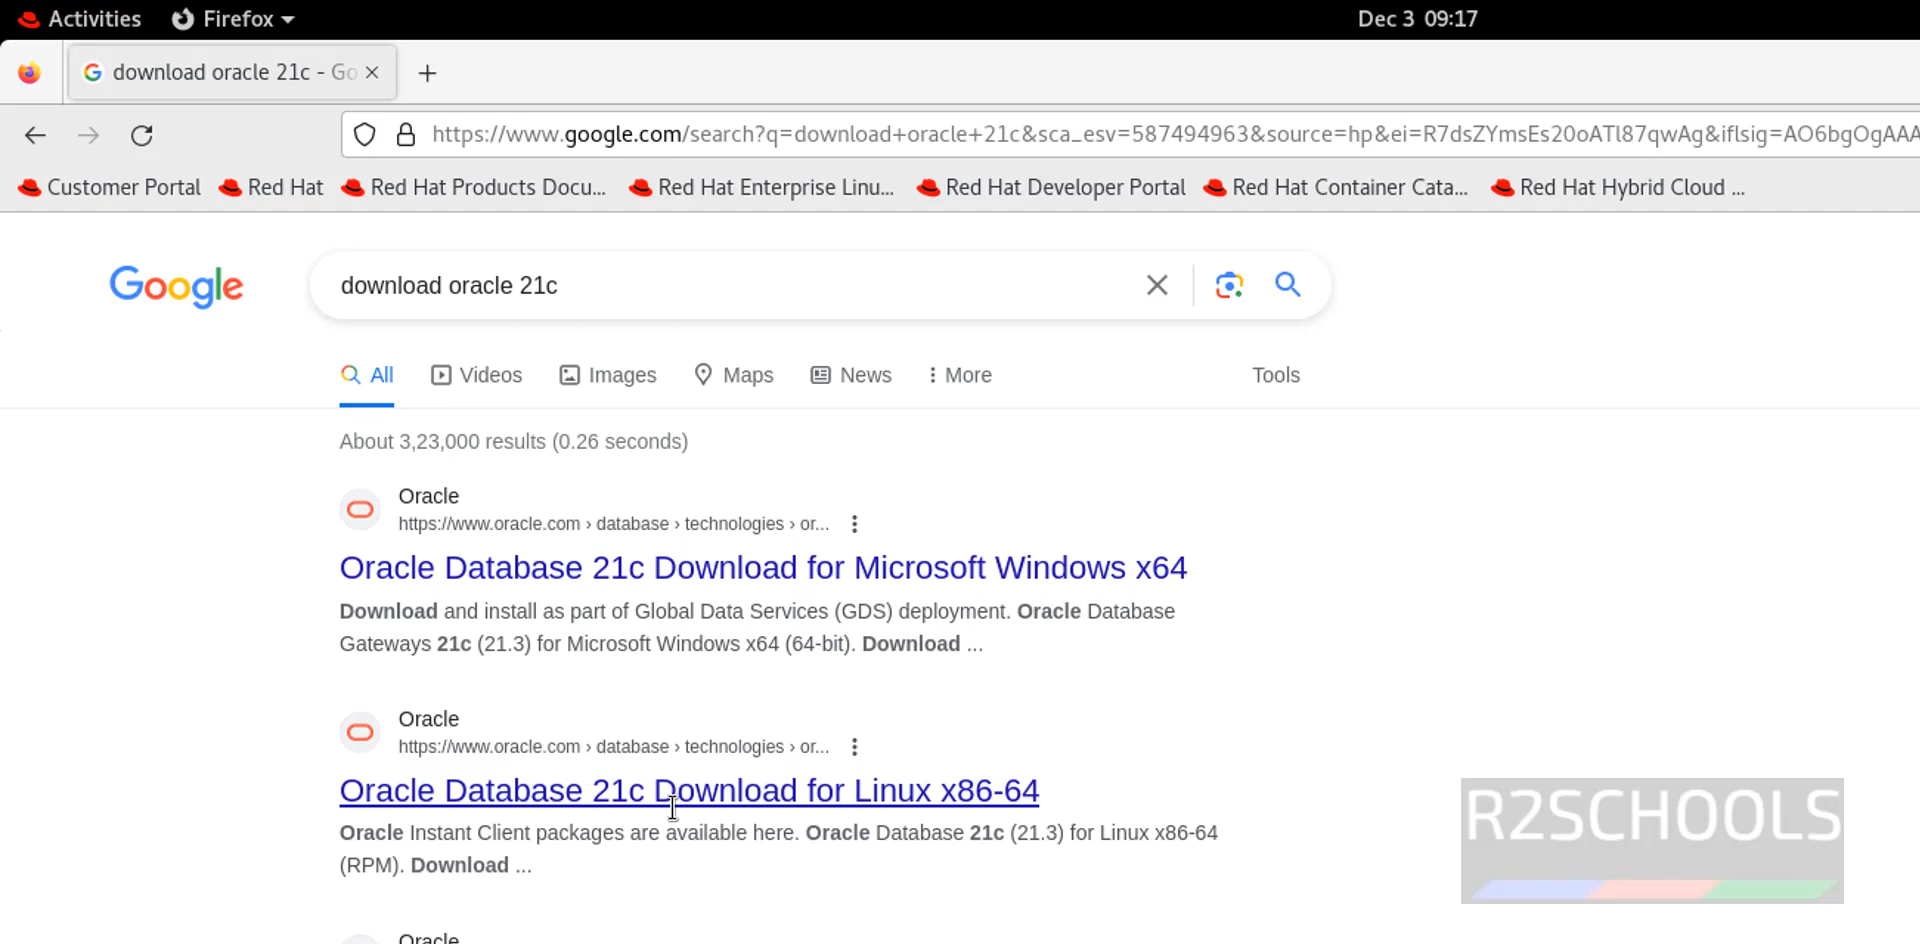 Activities Firefox Dec 3 09:17
download oracle 21c - Go
https://www.google.com/search?q=download+oracle+21c&sca_esv=587494963&source=hp&ei=R7dsZYmsEs20oATl87qwAg&iflsig=AO6bgOgAAA
Customer Portal Red Hat Red Hat Products Docu... Red Hat Enterprise Linu... Red Hat Developer Portal Red Hat Container Cata... Red Hat Hybrid Cloud ...
Google download oracle 21c
All Videos Images Maps News More Tools
About 3,23,000 results (0.26 seconds)
Oracle
https://www.oracle.com › database › technologies › or...
Oracle Database 21c Download for Microsoft Windows x64
Download and install as part of Global Data Services (GDS) deployment. Oracle Database
Gateways 21c (21.3) for Microsoft Windows x64 (64-bit). Download ...
Oracle
https://www.oracle.com › database › technologies › or...
Oracle Database 21c Download for Linux x86-64
Oracle Instant Client packages are available here. Oracle Database 21c (21.3) for Linux x86-64
(RPM). Download ...
R2SCHOOLS
Oracle